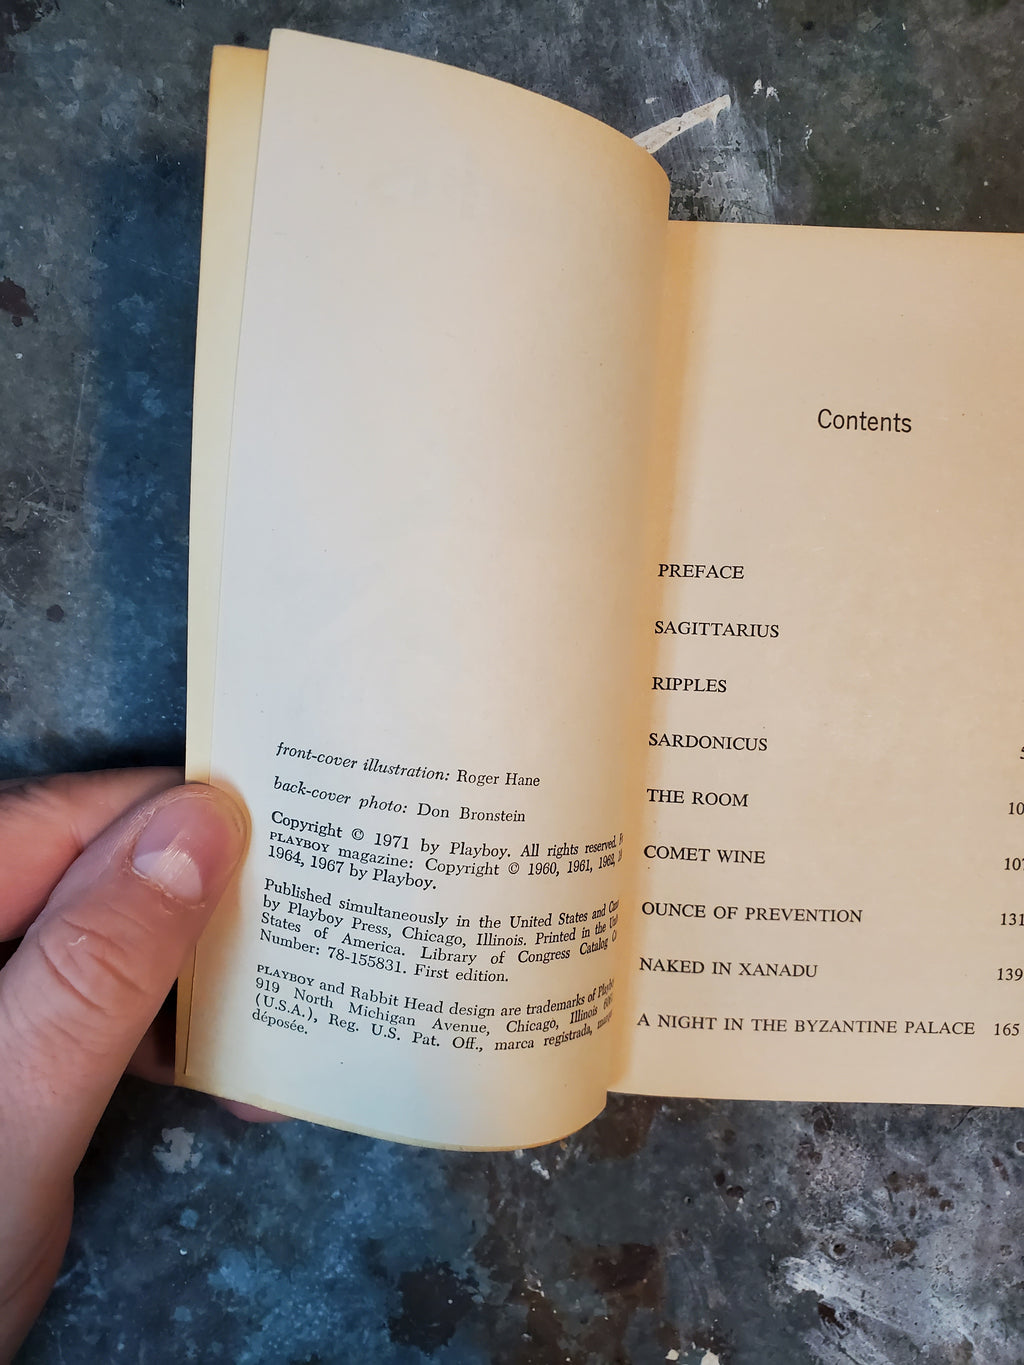 front-cover illustration: Roger Hane
back-cover photo: Don Bronstein
Copyright © 1971 by Playboy. All rights reserved.
PLAYBOY magazine: Copyright © 1960, 1961,
1964, 1967 by Playboy.
Published simultaneously in the United States and
by Playboy Press, Chicago, Illinois. Printed in the
States of America. Library of Congress Catalog
Number: 78-155831. First edition.
PLAYBOY and Rabbit Head design are trademarks of
919 North Michigan Avenue, Chicago, Illinois
(U.S.A.), Reg. U.S. Pat. Off., marca registrada,
déposée.
Contents
PREFACE
SAGITTARIUS
RIPPLES
SARDONICUS
THE ROOM
COMET WINE 107
OUNCE OF PREVENTION 131
NAKED IN XANADU 139
A NIGHT IN THE BYZANTINE PALACE 165